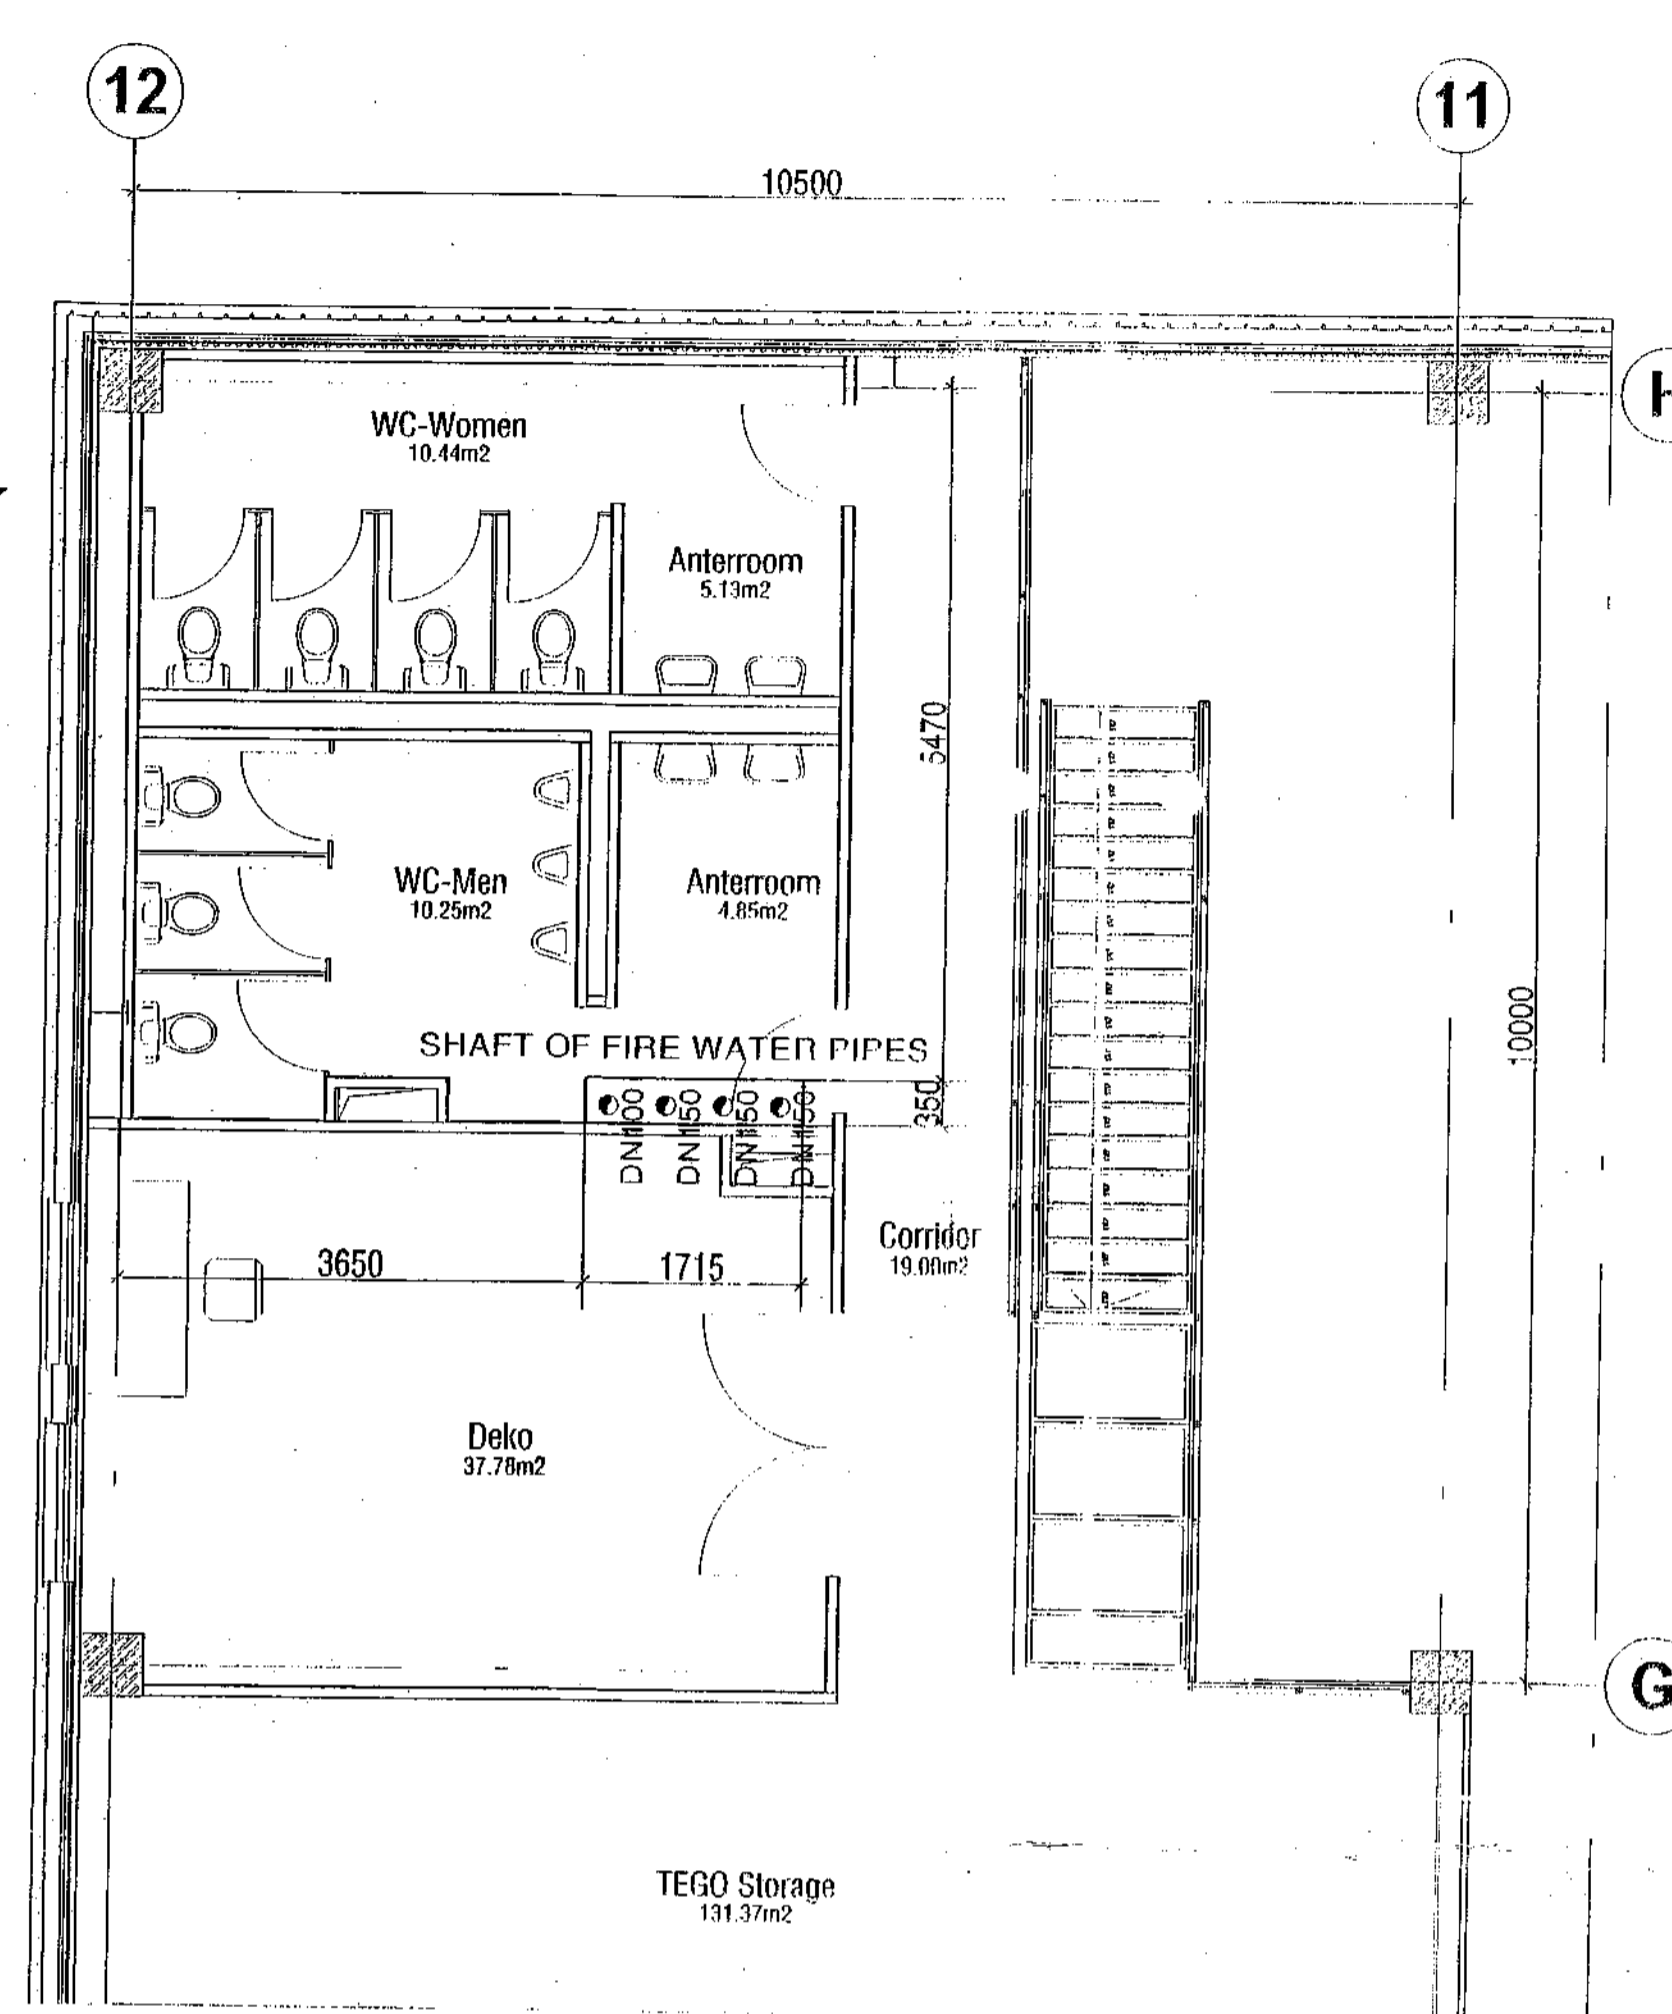 12
11
10500
WC-Women
10.44m2
Anterroom
5.13m2
5470
WC-Men
10.25m2
Anterroom
4.85m2
10000
SHAFT OF FIRE WATER PIPES
350
DN100
DN150
DN150
DN150
Corridor
19.00m2
3650
1715
Deko
37.78m2
G
TEGO Storage
131.37m2